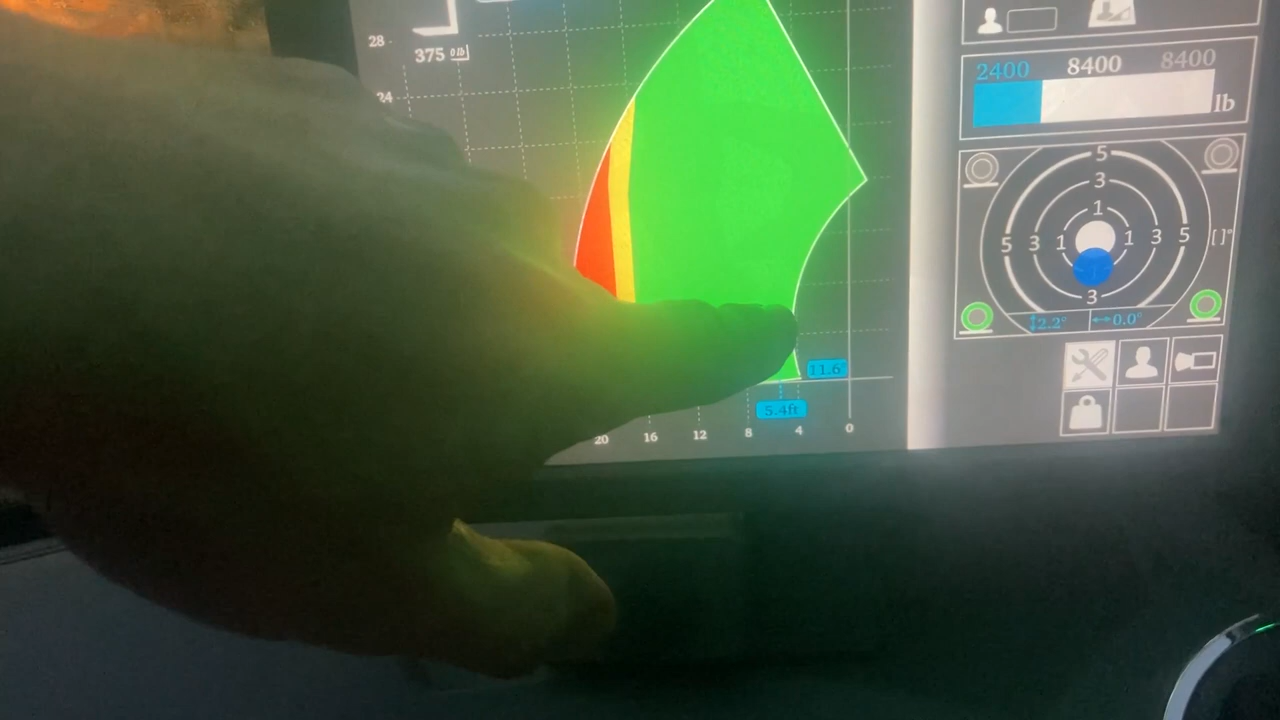 28
375 lb
24
20 16 12 8 4 0
11.6°
5.4ft
2400 8400 8400
lb
5
3
1
5 3 1 1 3 5 [ ]°
3
2.2° 0.0°